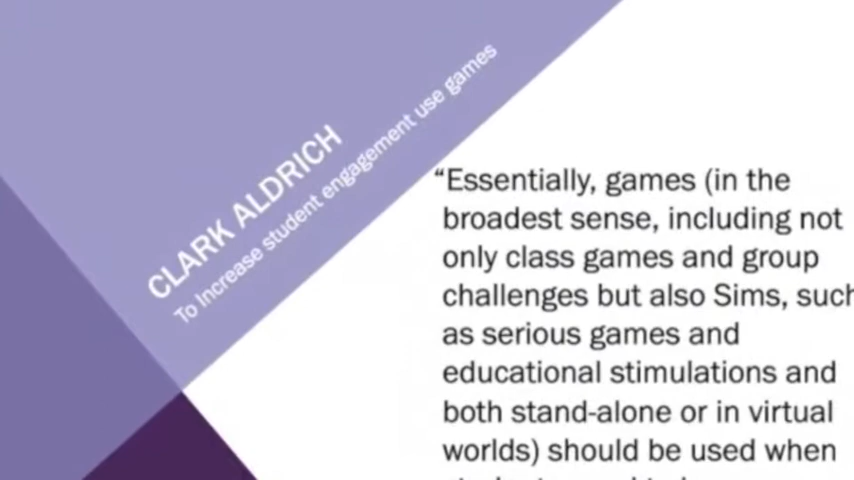 CLARK ALDRICH
To Increase student engagement use games
“Essentially, games (in the
broadest sense, including not
only class games and group
challenges but also Sims, such
as serious games and
educational stimulations and
both stand-alone or in virtual
worlds) should be used when